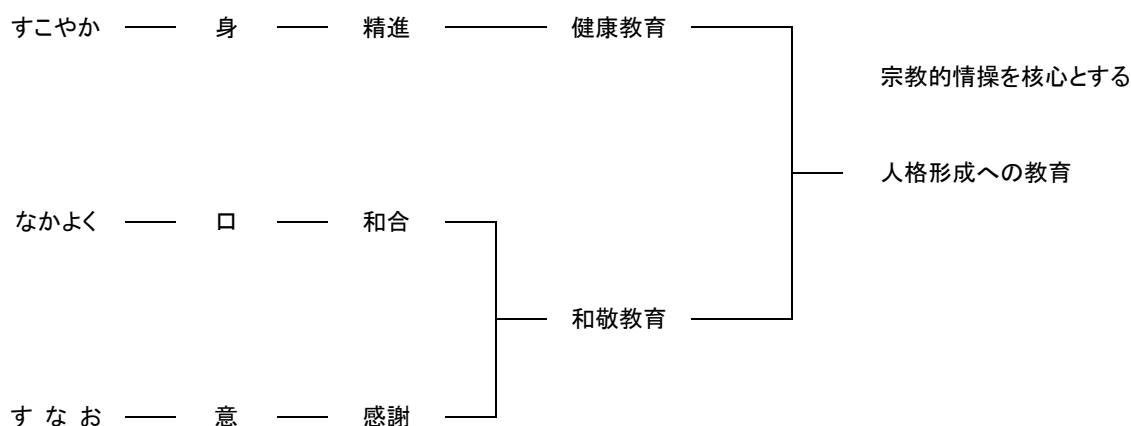 すこやか 身 精進 健康教育
宗教的情操を核心とする
人格形成への教育
なかよく 口 和合
和敬教育
す な お 意 感謝